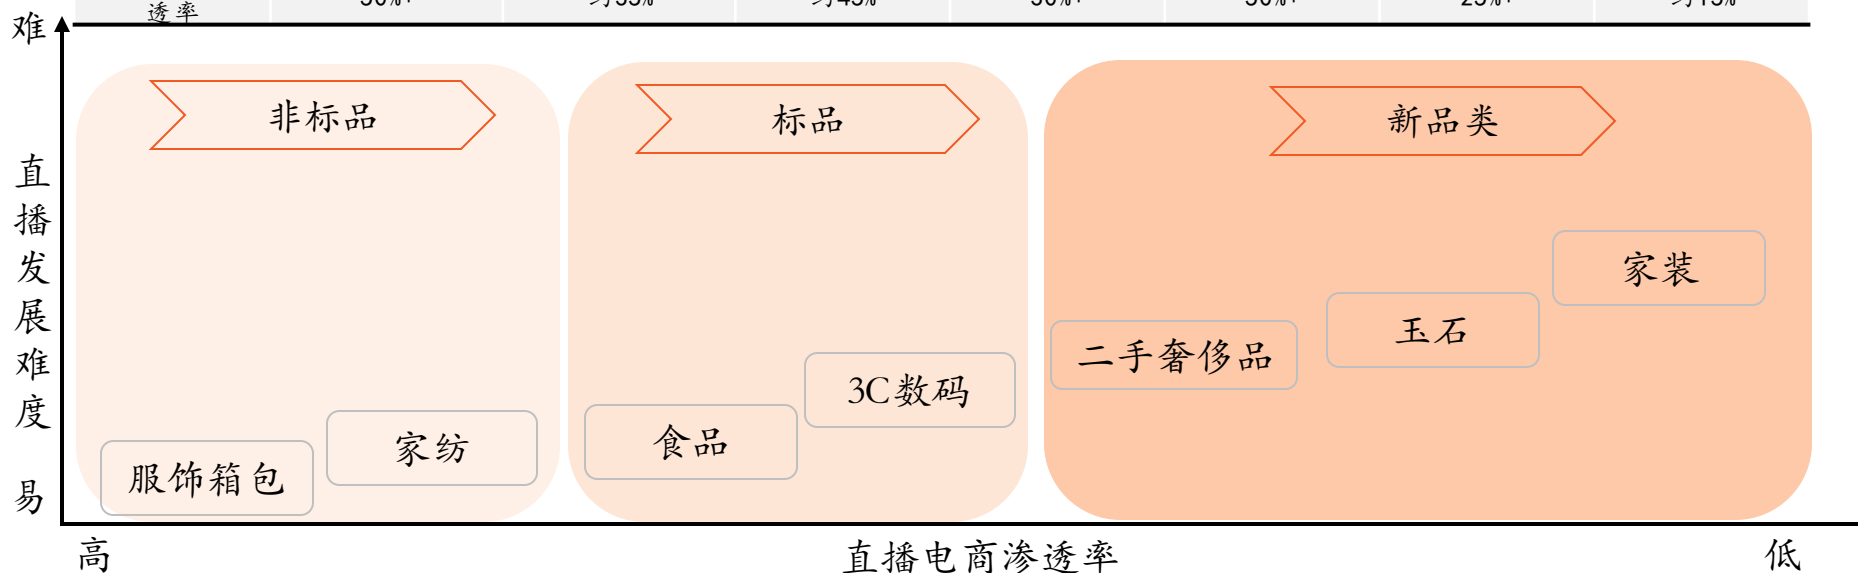 透率
难
非标品
标品
新品类
直播发展难度
家装
玉石
二手奢侈品
3C数码
食品
家纺
服饰箱包
易
高
直播电商渗透率
低